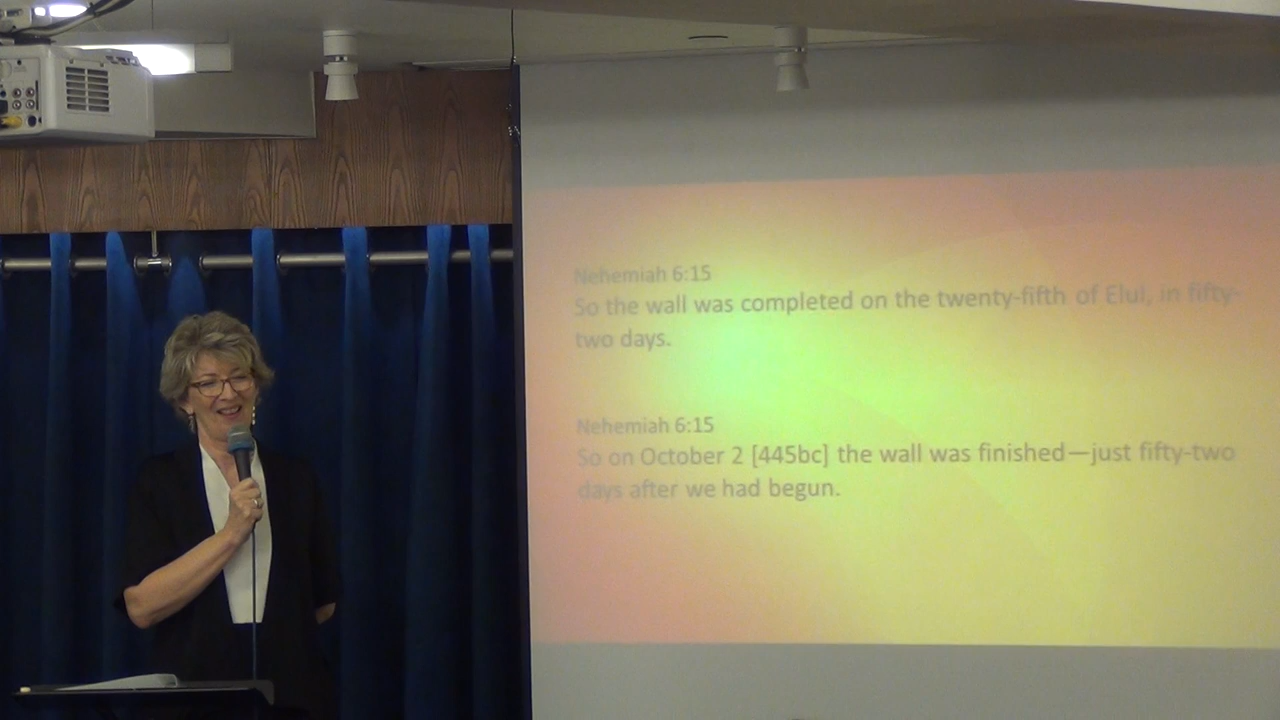 Nehemiah 6:15
So the wall was completed on the twenty-fifth of Elul, in fifty-
two days.
Nehemiah 6:15
So on October 2 [445bc] the wall was finished—just fifty-two
days after we had begun.